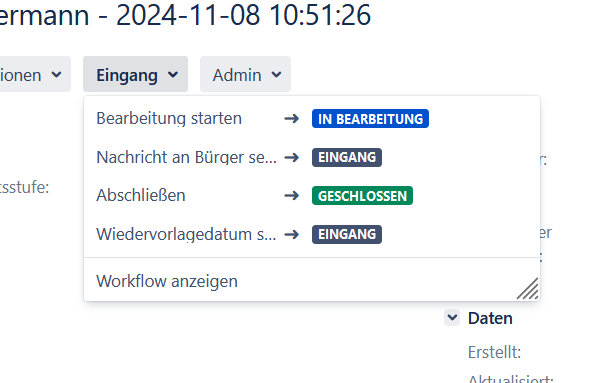 ermann - 2024-11-08 10:51:26
ionen Eingang Admin
Bearbeitung starten → IN BEARBEITUNG
Nachricht an Bürger se... → EINGANG
r:
tsstufe:
Abschließen → GESCHLOSSEN
Wiedervorlagedatum s... → EINGANG
er
:
Workflow anzeigen
Daten
Erstellt:
Aktualisiert: